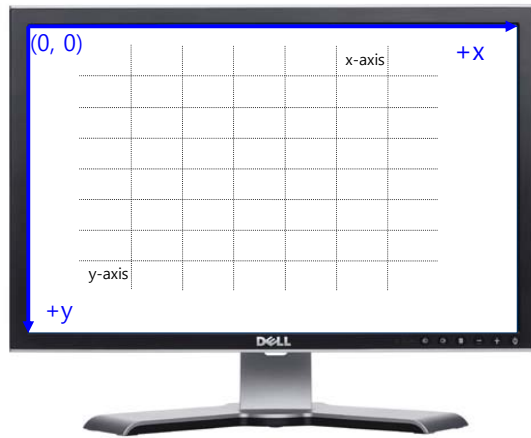 (0, 0)
x-axis
+x
y-axis
+y
DELL